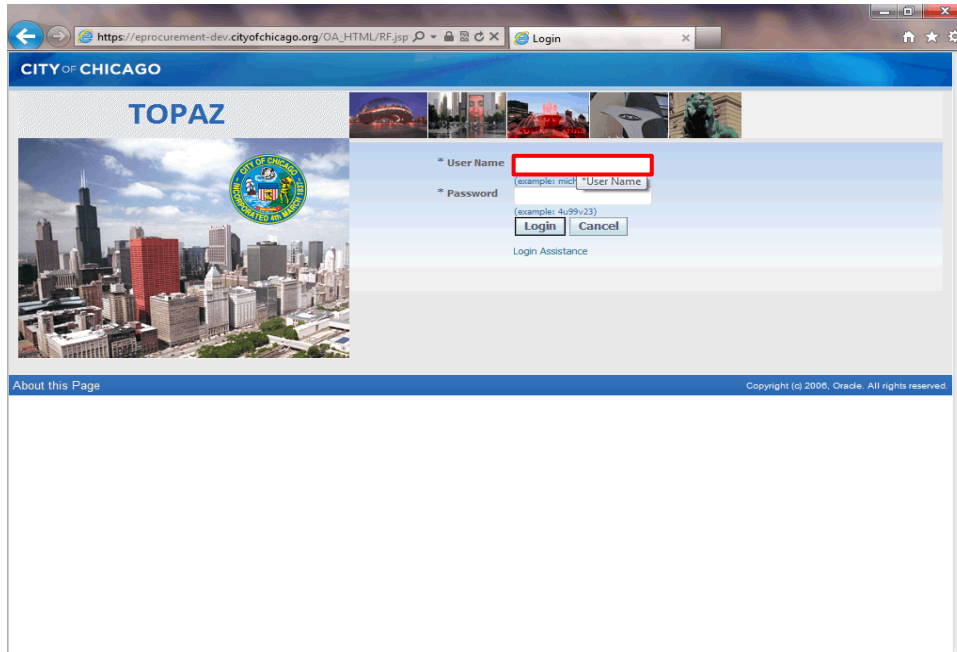 https://eprocurement-dev.cityofchicago.org/OA_HTML/RF.jsp
Login
CITY OF CHICAGO
TOPAZ
CITY OF CHICAGO
INCORPORATED 4th MARCH 1837
* User Name
(example: mich
*User Name
* Password
(example: 4u99v23)
Login Cancel
Login Assistance
About this Page
Copyright (c) 2006, Oracle. All rights reserved.